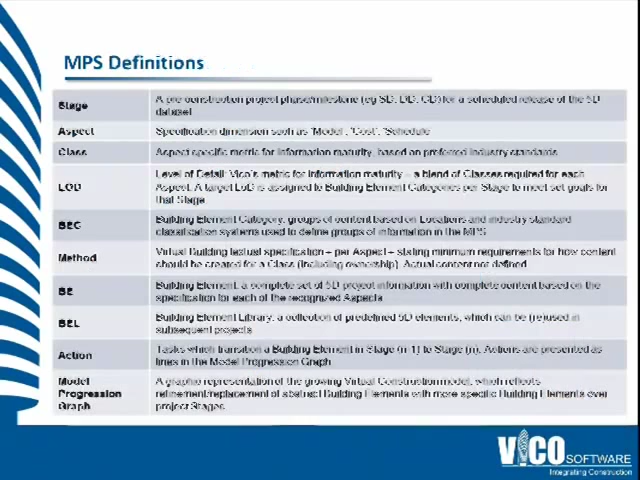 MPS Definitions
Stage
A pre-construction project phase/milestone (eg SD, DD, CD) for a scheduled release of the 5D
dataset
Aspect
Specification dimension such as 'Model', 'Cost', 'Schedule'
Class
Aspect specific metric for information maturity, based on preferred industry standards
LOD
Level of Detail: Vico's metric for information maturity – a blend of Classes required for each
Aspect. A target LoD is assigned to Building Element Categories per Stage to meet set goals for
that Stage
BEC
Building Element Category: groups of content based on Locations and industry standard
classification systems used to define groups of information in the MPS
Method
Virtual Building textual specification – per Aspect – stating minimum requirements for how content
should be created for a Class (including ownership). Actual content not defined
BE
Building Element: a complete set of 5D project information with complete content based on the
specification for each of the recognized Aspects
BEL
Building Element Library: a collection of predefined 5D elements, which can be (re)used in
subsequent projects
Action
Tasks which transition a Building Element in Stage (n-1) to Stage (n). Actions are presented as
lines in the Model Progression Graph
Model
Progression
Graph
A graphic representation of the growing Virtual Construction model, which reflects
refinement/replacement of abstract Building Elements with more specific Building Elements over
project Stages
VICO SOFTWARE
Integrating Construction